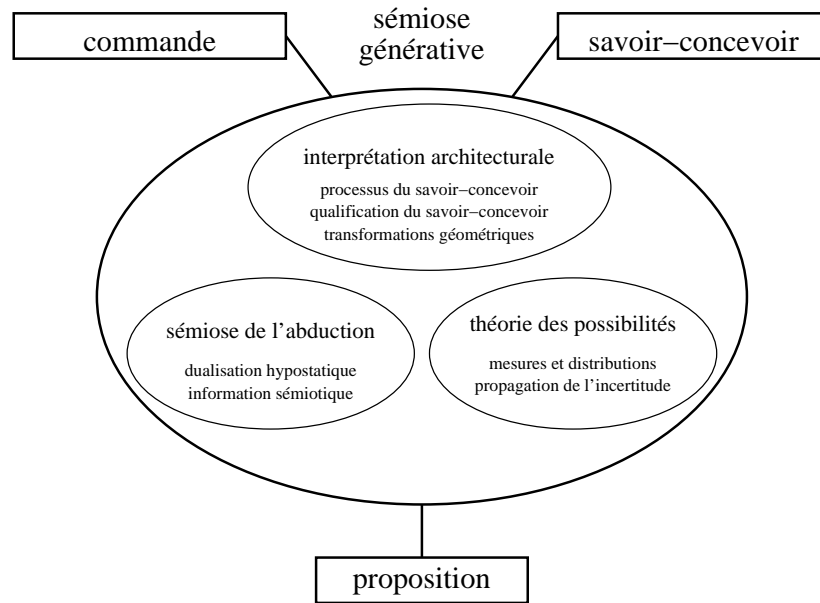 commande
sémiose
générative
savoir−concevoir
interprétation architecturale
processus du savoir−concevoir
qualification du savoir−concevoir
transformations géométriques
sémiose de l’abduction
dualisation hypostatique
information sémiotique
théorie des possibilités
mesures et distributions
propagation de l’incertitude
proposition